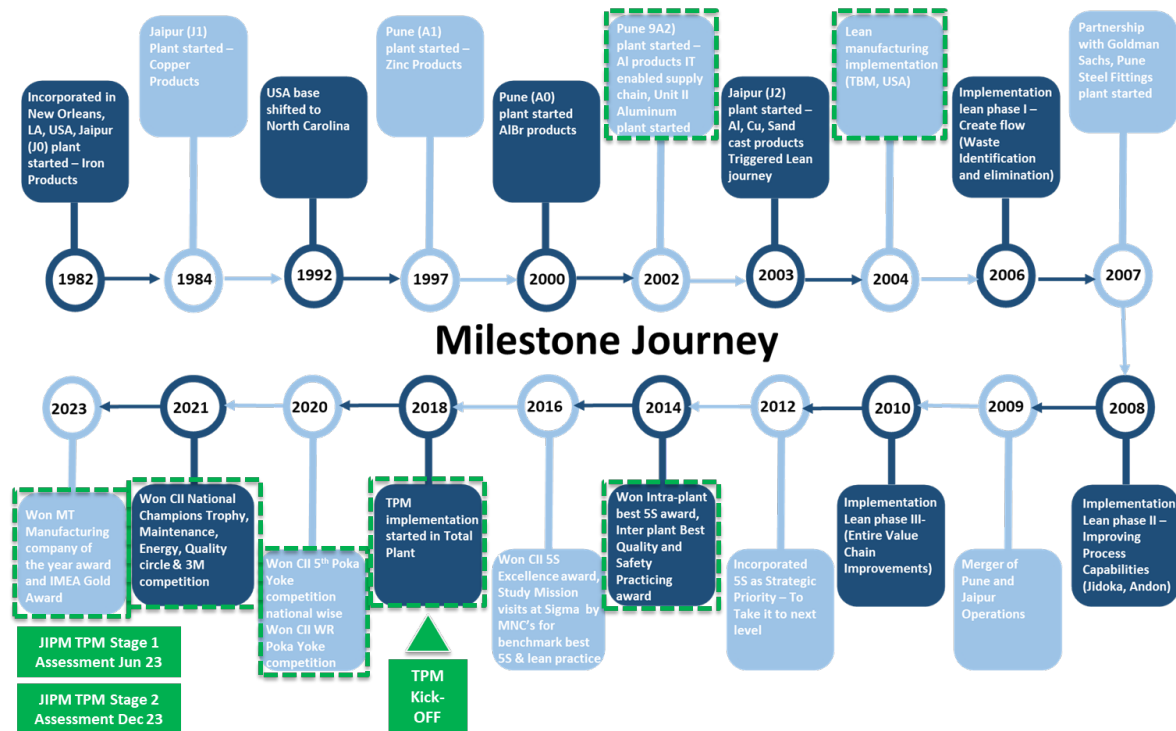 Incorporated in
New Orleans,
LA, USA, Jaipur
(J0) plant
started – Iron
Products
Jaipur (J1)
Plant started –
Copper
Products
USA base
shifted to
North Carolina
Pune (A1)
plant started –
Zinc Products
Pune (A0)
plant started
AlBr products
Pune 9A2)
plant started –
Al products IT
enabled supply
chain, Unit II
Aluminum
plant started
Jaipur (J2)
plant started –
Al, Cu, Sand
cast products
Triggered Lean
journey
Lean
manufacturing
implementation
(TBM, USA)
Implementation
lean phase I –
Create flow
(Waste
Identification
and elimination)
Partnership
with Goldman
Sachs, Pune
Steel Fittings
plant started
1982
1984
1992
1997
2000
2002
2003
2004
2006
2007
Milestone Journey
2023
2021
2020
2018
2016
2014
2012
2010
2009
2008
Won MT
Manufacturing
company of
the year award
and IMEA Gold
Award
Won CII National
Champions Trophy,
Maintenance,
Energy, Quality
circle & 3M
competition
Won CII 5th Poka
Yoke
competition
national wise
Won CII WR
Poka Yoke
competition
TPM
implementation
started in Total
Plant
Won CII 5S
Excellence award,
Study Mission
visits at Sigma by
MNC's for
benchmark best
5S & lean practice
Won Intra-plant
best 5S award,
Inter plant Best
Quality and
Safety
Practicing
award
Incorporated
5S as Strategic
Priority – To
Take it to next
level
Implementation
Lean phase III-
(Entire Value
Chain
Improvements)
Merger of
Pune and
Jaipur
Operations
Implementation
Lean phase II –
Improving
Process
Capabilities
(Jidoka, Andon)
JIPM TPM Stage 1
Assessment Jun 23
JIPM TPM Stage 2
Assessment Dec 23
TPM
Kick-
OFF